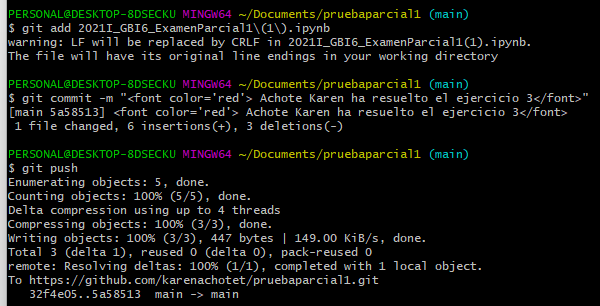 PERSONAL@DESKTOP-8DSECKU MINGW64 ~/Documents/pruebaparcial1 (main)
$ git add 2021I_GBI6_ExamenParcial1\(1\).ipynb
warning: LF will be replaced by CRLF in 2021I_GBI6_ExamenParcial1(1).ipynb.
The file will have its original line endings in your working directory
PERSONAL@DESKTOP-8DSECKU MINGW64 ~/Documents/pruebaparcial1 (main)
$ git commit -m "<font color='red'> Achote Karen ha resuelto el ejercicio 3</font>"
[main 5a58513] <font color='red'> Achote Karen ha resuelto el ejercicio 3</font>
1 file changed, 6 insertions(+), 3 deletions(-)
PERSONAL@DESKTOP-8DSECKU MINGW64 ~/Documents/pruebaparcial1 (main)
$ git push
Enumerating objects: 5, done.
Counting objects: 100% (5/5), done.
Delta compression using up to 4 threads
Compressing objects: 100% (3/3), done.
Writing objects: 100% (3/3), 447 bytes | 149.00 KiB/s, done.
Total 3 (delta 1), reused 0 (delta 0), pack-reused 0
remote: Resolving deltas: 100% (1/1), completed with 1 local object.
To https://github.com/karenachotet/pruebaparcial1.git
32f4e05..5a58513  main -> main